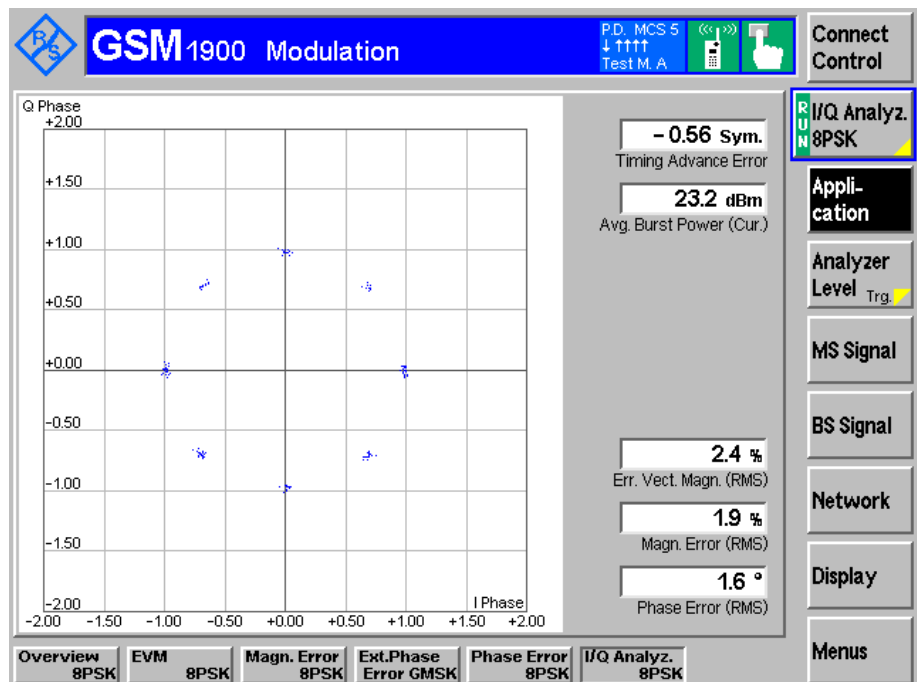 R&S
GSM 1900 Modulation
P.D. MCS 5
↓ ↑↑↑↑
Test M. A
Connect
Control
Q Phase
+2.00
+1.50
+1.00
+0.50
+0.00
-0.50
-1.00
-1.50
-2.00
I Phase
-2.00 -1.50 -1.00 -0.50 +0.00 +0.50 +1.00 +1.50 +2.00
- 0.56 Sym.
Timing Advance Error
23.2 dBm
Avg. Burst Power (Cur.)
2.4 %
Err. Vect. Magn. (RMS)
1.9 %
Magn. Error (RMS)
1.6 °
Phase Error (RMS)
RUN
I/Q Analyz.
8PSK
Appli-
cation
Analyzer
Level Trg.
MS Signal
BS Signal
Network
Display
Menus
Overview
8PSK
EVM
8PSK
Magn. Error
8PSK
Ext.Phase
Error GMSK
Phase Error
8PSK
I/Q Analyz.
8PSK